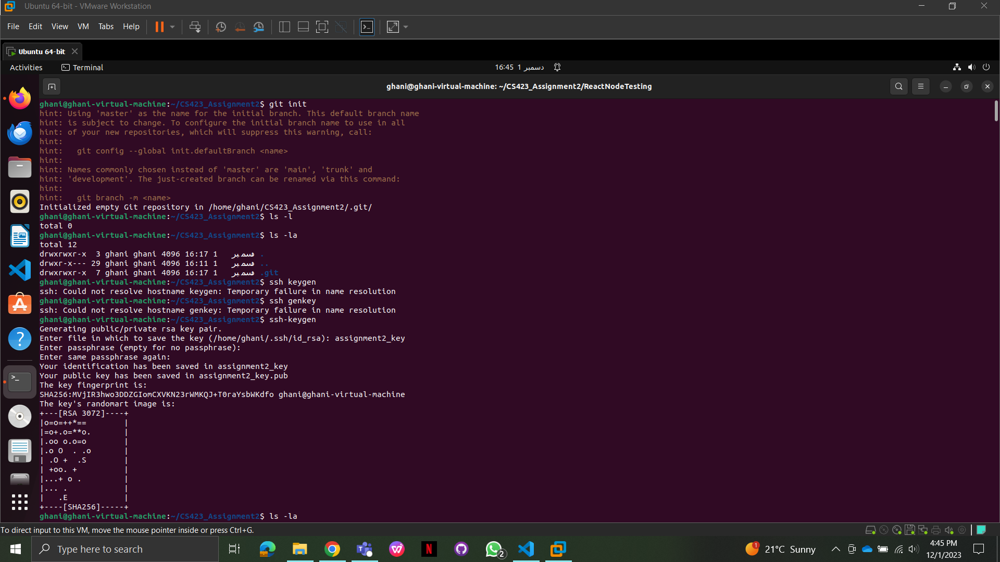 Ubuntu 64-bit - VMware Workstation
File Edit View VM Tabs Help
Ubuntu 64-bit
Activities Terminal 16:45 1 دسمبر
ghani@ghani-virtual-machine: ~/CS423_Assignment2/ReactNodeTesting
ghani@ghani-virtual-machine:~/CS423_Assignment2$ git init
hint: Using 'master' as the name for the initial branch. This default branch name
hint: is subject to change. To configure the initial branch name to use in all
hint: of your new repositories, which will suppress this warning, call:
hint:
hint:   git config --global init.defaultBranch <name>
hint:
hint: Names commonly chosen instead of 'master' are 'main', 'trunk' and
hint: 'development'. The just-created branch can be renamed via this command:
hint:
hint:   git branch -m <name>
Initialized empty Git repository in /home/ghani/CS423_Assignment2/.git/
ghani@ghani-virtual-machine:~/CS423_Assignment2$ ls -l
total 0
ghani@ghani-virtual-machine:~/CS423_Assignment2$ ls -la
total 12
drwxrwxr-x  3 ghani ghani 4096 16:17 1   دسمبر .
drwxr-x--- 29 ghani ghani 4096 16:11 1   دسمبر ..
drwxrwxr-x  7 ghani ghani 4096 16:17 1   دسمبر .git
ghani@ghani-virtual-machine:~/CS423_Assignment2$ ssh keygen
ssh: Could not resolve hostname keygen: Temporary failure in name resolution
ghani@ghani-virtual-machine:~/CS423_Assignment2$ ssh genkey
ssh: Could not resolve hostname genkey: Temporary failure in name resolution
ghani@ghani-virtual-machine:~/CS423_Assignment2$ ssh-keygen
Generating public/private rsa key pair.
Enter file in which to save the key (/home/ghani/.ssh/id_rsa): assignment2_key
Enter passphrase (empty for no passphrase):
Enter same passphrase again:
Your identification has been saved in assignment2_key
Your public key has been saved in assignment2_key.pub
The key fingerprint is:
SHA256:MVjIR3hwo3DDZGIomCXVKN23rWMKQJ+T0raYsbWKdfo ghani@ghani-virtual-machine
The key's randomart image is:
+---[RSA 3072]----+
|o=o=++*==        |
|=o+.o=**o.       |
|.oo o.o=o        |
|.o O  . .o       |
| .O +  .S        |
| +oo. +          |
|...+ o .         |
|... .            |
|   .E            |
+----[SHA256]-----+
ghani@ghani-virtual-machine:~/CS423_Assignment2$ ls -la
To direct input to this VM, move the mouse pointer inside or press Ctrl+G.
Type here to search
2
1
21°C Sunny
4:45 PM
12/1/2023